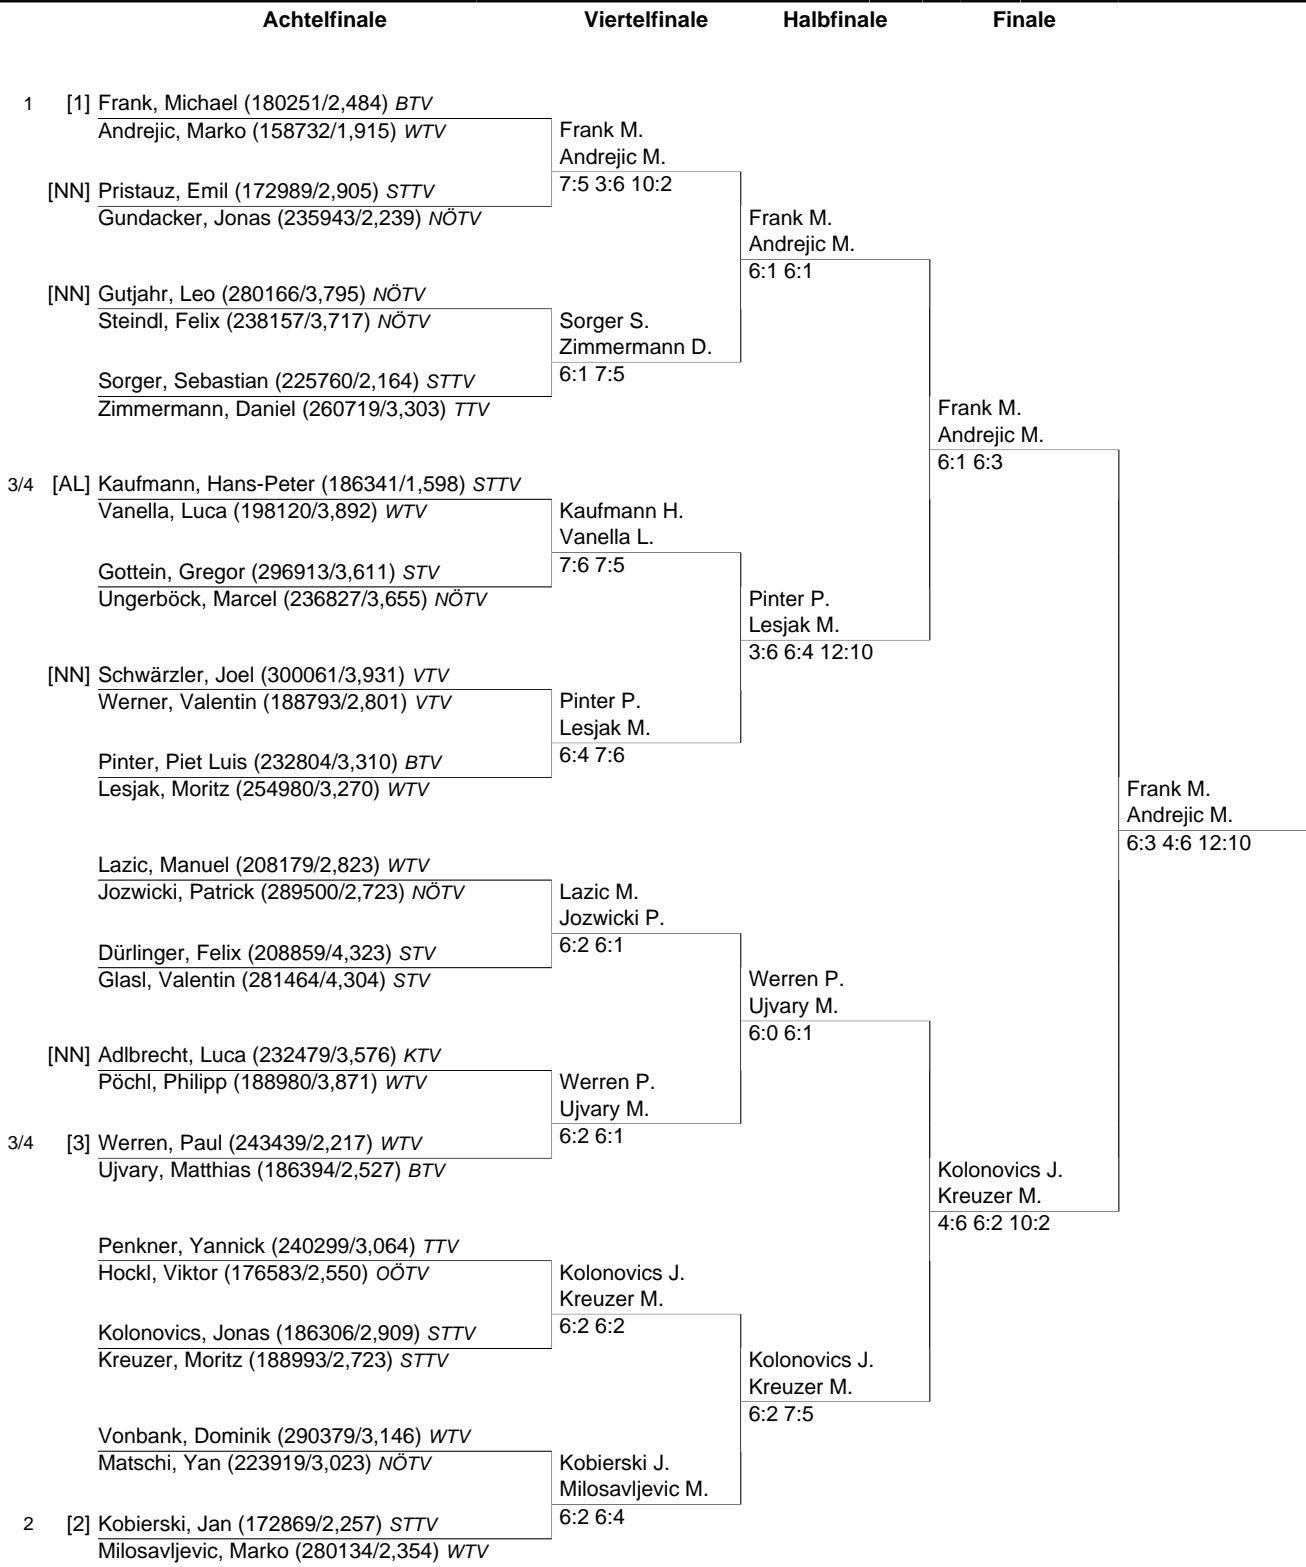 Achtelfinale Viertelfinale Halbfinale Finale
1 [1] Frank, Michael (180251/2,484) BTV
Andrejic, Marko (158732/1,915) WTV
Frank M.
Andrejic M.
7:5 3:6 10:2
[NN] Pristauz, Emil (172989/2,905) STTV
Gundacker, Jonas (235943/2,239) NÖTV
Frank M.
Andrejic M.
6:1 6:1
[NN] Gutjahr, Leo (280166/3,795) NÖTV
Steindl, Felix (238157/3,717) NÖTV
Sorger S.
Zimmermann D.
6:1 7:5
Sorger, Sebastian (225760/2,164) STTV
Zimmermann, Daniel (260719/3,303) TTV
Frank M.
Andrejic M.
6:1 6:3
3/4 [AL] Kaufmann, Hans-Peter (186341/1,598) STTV
Vanella, Luca (198120/3,892) WTV
Kaufmann H.
Vanella L.
7:6 7:5
Gottein, Gregor (296913/3,611) STV
Ungerböck, Marcel (236827/3,655) NÖTV
Pinter P.
Lesjak M.
3:6 6:4 12:10
[NN] Schwärzler, Joel (300061/3,931) VTV
Werner, Valentin (188793/2,801) VTV
Pinter P.
Lesjak M.
6:4 7:6
Pinter, Piet Luis (232804/3,310) BTV
Lesjak, Moritz (254980/3,270) WTV
Frank M.
Andrejic M.
6:3 4:6 12:10
Lazic, Manuel (208179/2,823) WTV
Jozwicki, Patrick (289500/2,723) NÖTV
Lazic M.
Jozwicki P.
6:2 6:1
Dürlinger, Felix (208859/4,323) STV
Glasl, Valentin (281464/4,304) STV
Werren P.
Ujvary M.
6:0 6:1
[NN] Adlbrecht, Luca (232479/3,576) KTV
Pöchl, Philipp (188980/3,871) WTV
Werren P.
Ujvary M.
6:2 6:1
3/4 [3] Werren, Paul (243439/2,217) WTV
Ujvary, Matthias (186394/2,527) BTV
Kolonovics J.
Kreuzer M.
4:6 6:2 10:2
Penkner, Yannick (240299/3,064) TTV
Hockl, Viktor (176583/2,550) OÖTV
Kolonovics J.
Kreuzer M.
6:2 6:2
Kolonovics, Jonas (186306/2,909) STTV
Kreuzer, Moritz (188993/2,723) STTV
Kolonovics J.
Kreuzer M.
6:2 7:5
Vonbank, Dominik (290379/3,146) WTV
Matschi, Yan (223919/3,023) NÖTV
Kobierski J.
Milosavljevic M.
6:2 6:4
2 [2] Kobierski, Jan (172869/2,257) STTV
Milosavljevic, Marko (280134/2,354) WTV